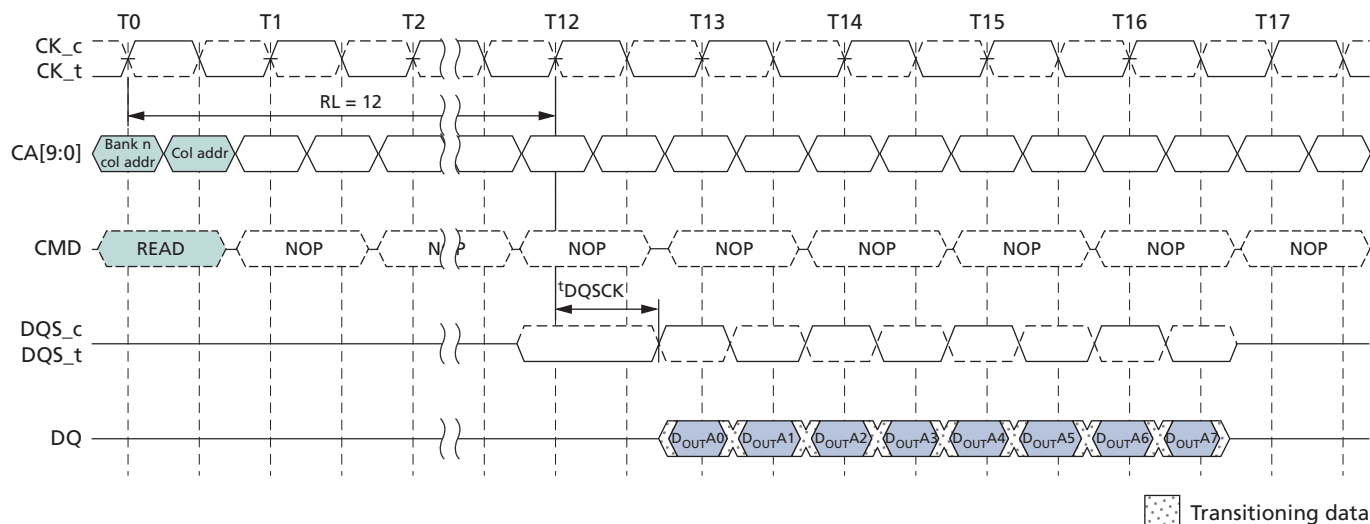 T0 T1 T2 T12 T13 T14 T15 T16 T17
CK_c
CK_t
RL = 12
CA[9:0]
Bank n
col addr
Col addr
CMD READ NOP NOP NOP NOP NOP NOP NOP NOP
tDQSCK
DQS_c
DQS_t
DQ DOUTA0 DOUTA1 DOUTA2 DOUTA3 DOUTA4 DOUTA5 DOUTA6 DOUTA7
Transitioning data